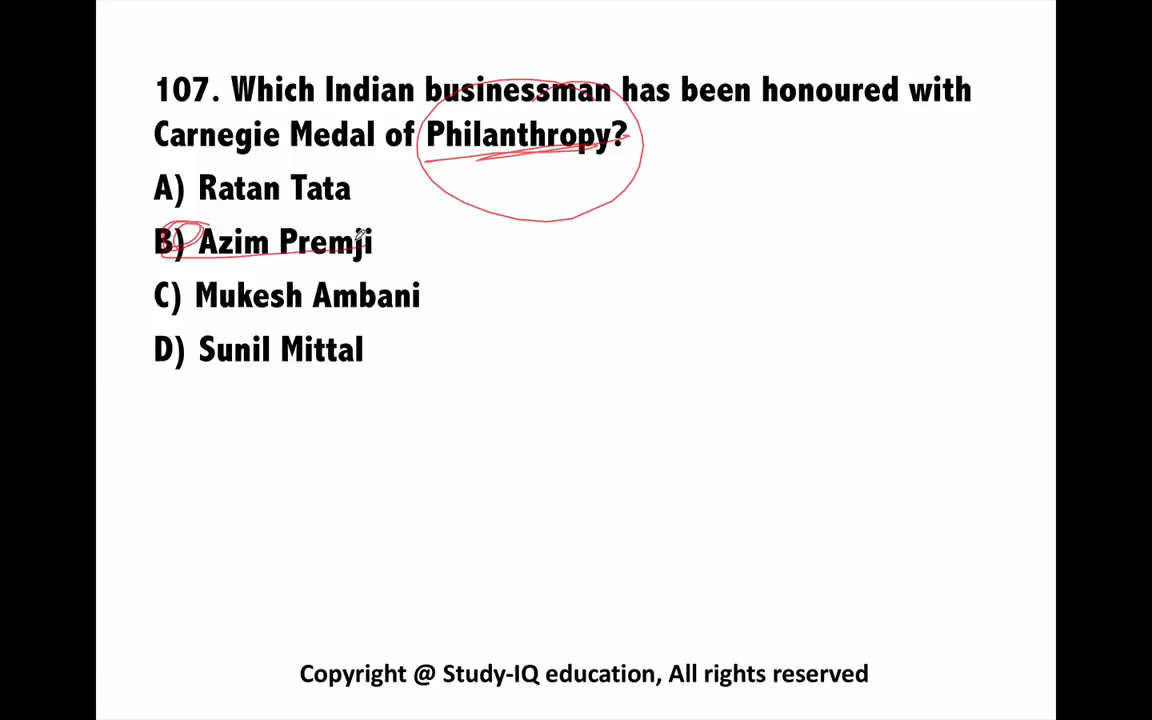 107. Which Indian businessman has been honoured with
Carnegie Medal of Philanthropy?
A) Ratan Tata
B) Azim Premji
C) Mukesh Ambani
D) Sunil Mittal
Copyright @ Study-IQ education, All rights reserved